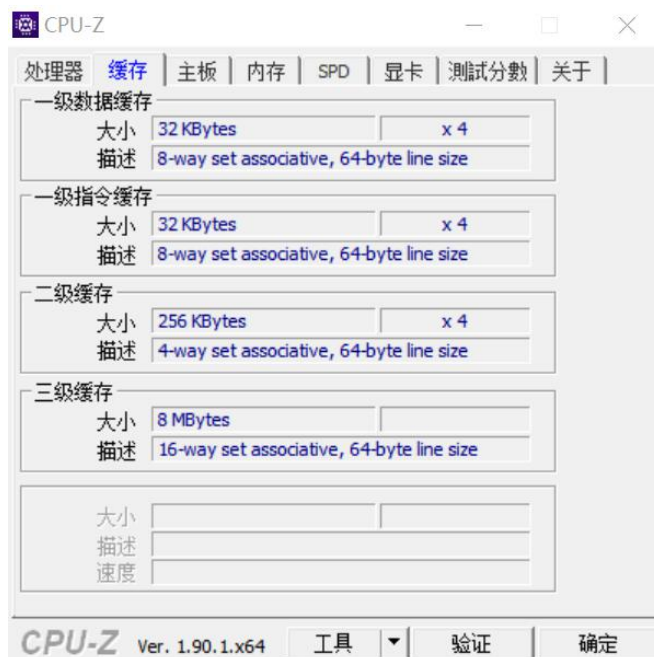 CPU-Z
处理器 缓存 主板 内存 SPD 显卡 測試分數 关于
一级数据缓存
大小 32 KBytes x 4
描述 8-way set associative, 64-byte line size
一级指令缓存
大小 32 KBytes x 4
描述 8-way set associative, 64-byte line size
二级缓存
大小 256 KBytes x 4
描述 4-way set associative, 64-byte line size
三级缓存
大小 8 MBytes
描述 16-way set associative, 64-byte line size
大小
描述
速度
CPU-Z Ver. 1.90.1.x64 工具 验证 确定